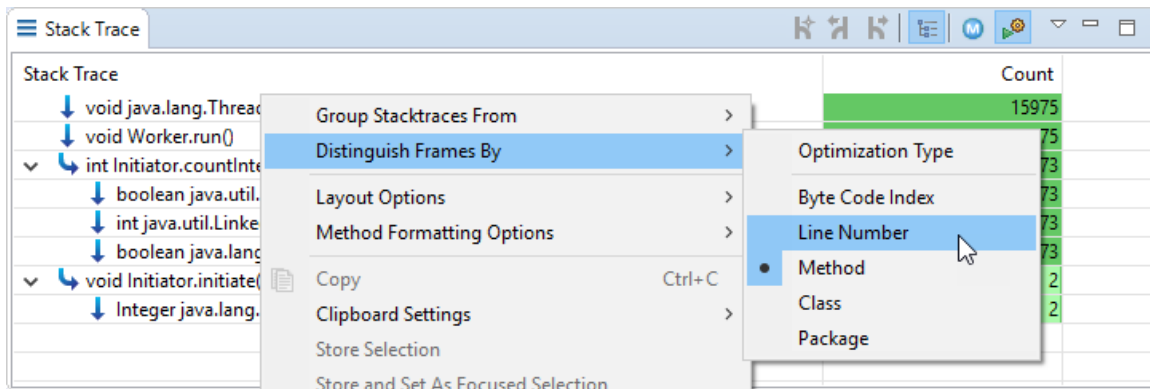 Stack Trace
Stack Trace Count
void java.lang.Thread 15975
void Worker.run() 75
int Initiator.countInte 73
boolean java.util. 73
int java.util.Linke 73
boolean java.lang 73
void Initiator.initiate( 2
Integer java.lang. 2
Group Stacktraces From
Distinguish Frames By
Layout Options
Method Formatting Options
Copy Ctrl+C
Clipboard Settings
Store Selection
Store and Set As Focused Selection
Optimization Type
Byte Code Index
Line Number
Method
Class
Package